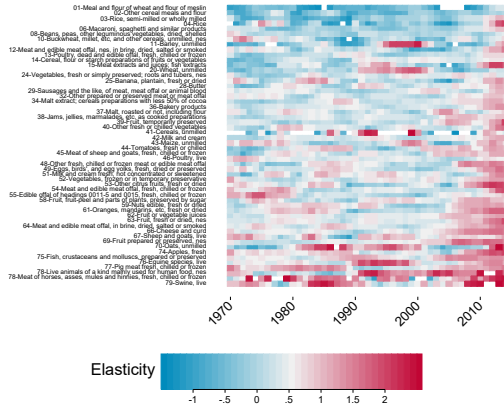 01-Meal and flour of wheat and flour of meslin
02-Other cereal meals and flour
03-Rice, semi-milled or wholly milled
04-Rice
06-Macaroni, spaghetti and similar products
08-Beans, peas, other leguminous vegetables, dried, shelled
10-Buckwheat, millet, etc, and other cereals, unmilled, nes
11-Barley, unmilled
12-Meat and edible meat offal, nes, in brine, dried, salted or smoked
13-Poultry, dead and edible offal, fresh, chilled or frozen
14-Cereal, flour or starch preparations of fruits or vegetables
15-Meat extracts and juices; fish extracts
20-Wheat, unmilled
24-Vegetables, fresh or simply preserved; roots and tubers, nes
25-Banana, plantain, fresh or dried
28-Butter
29-Sausages and the like, of meat, meat offal or animal blood
32-Other prepared or preserved meat or meat offal
34-Malt extract; cereals preparations with less 50% of cocoa
36-Bakery products
37-Malt, roasted or not, including flour
38-Jams, jellies, marmalades, etc, as cooked preparations
39-Fruit, temporarily preserved
40-Other fresh or chilled vegetables
41-Cereals, unmilled
42-Milk and cream
43-Maize, unmilled
44-Tomatoes, fresh or chilled
45-Meat of sheep and goats, fresh, chilled or frozen
46-Poultry, live
48-Other fresh, chilled or frozen meat or edible meat offal
49-Eggs, birds', and egg yolks, fresh, dried or preserved
51-Milk and cream fresh, not concentrated or sweetened
52-Vegetables, frozen or in temporary preservative
53-Other citrus fruits, fresh or dried
54-Meat and edible meat offal, fresh, chilled or frozen
55-Edible offal of headings 0011-5 and 0015, fresh, chilled, frozen
58-Fruit, fruit-peel and parts of plants, preserved by sugar
59-Nuts edible, fresh or dried
61-Oranges, mandarins, etc, fresh or dried
62-Fruit or vegetable juices
63-Fruit, fresh or dried, nes
64-Meat and edible meat offal, in brine, dried, salted or smoked
66-Cheese and curd
67-Sheep and goats, live
69-Fruit prepared or preserved, nes
70-Oats, unmilled
74-Apples, fresh
75-Fish, crustaceans and molluscs, prepared or preserved
76-Equine species, live
77-Pig meat fresh, chilled or frozen
78-Live animals of a kind mainly used for human food, nes
78-Meat of horses, asses, mules and hinnies, fresh, chilled or frozen
79-Swine, live
1970 1980 1990 2000 2010
Elasticity
-1 -.5 0 .5 1 2